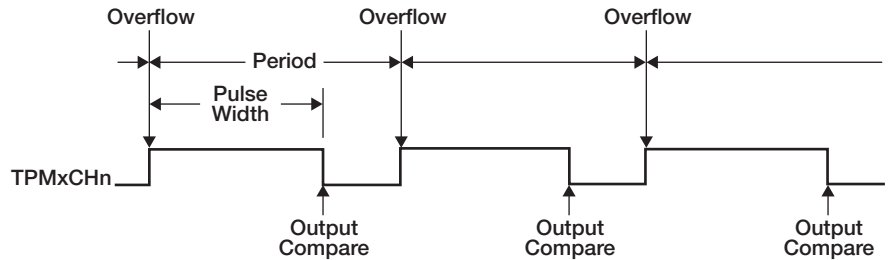 Overflow Overflow Overflow
Period
Pulse
Width
TPMxCHn
Output Output Output
Compare Compare Compare